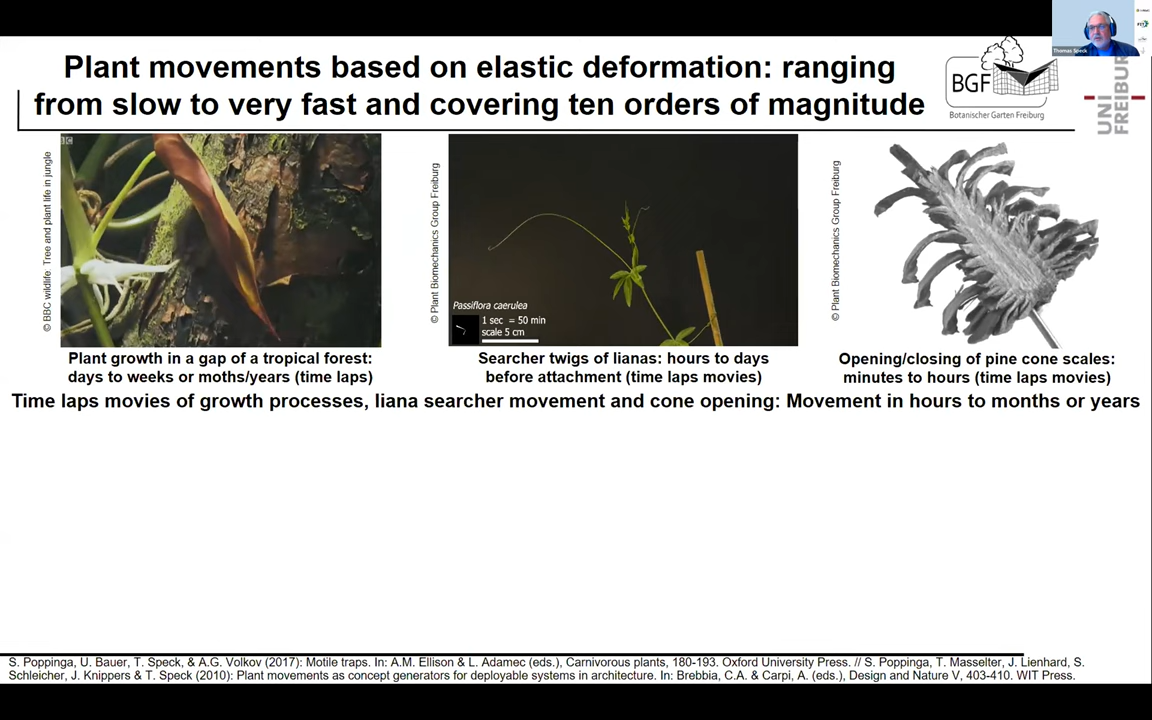 Plant movements based on elastic deformation: ranging
from slow to very fast and covering ten orders of magnitude
Thomas Speck
BGF
Botanischer Garten Freiburg
UNI
FREIBURG
BBC
© BBC wildlife: Tree and plant life in jungle
© Plant Biomechanics Group Freiburg
Passiflora caerulea
1 sec = 50 min
scale 5 cm
© Plant Biomechanics Group Freiburg
Plant growth in a gap of a tropical forest:
days to weeks or moths/years (time laps)
Searcher twigs of lianas: hours to days
before attachment (time laps movies)
Opening/closing of pine cone scales:
minutes to hours (time laps movies)
Time laps movies of growth processes, liana searcher movement and cone opening: Movement in hours to months or years
S. Poppinga, U. Bauer, T. Speck, & A.G. Volkov (2017): Motile traps. In: A.M. Ellison & L. Adamec (eds.), Carnivorous plants, 180-193. Oxford University Press. // S. Poppinga, T. Masselter, J. Lienhard, S.
Schleicher, J. Knippers & T. Speck (2010): Plant movements as concept generators for deployable systems in architecture. In: Brebbia, C.A. & Carpi, A. (eds.), Design and Nature V, 403-410. WIT Press.